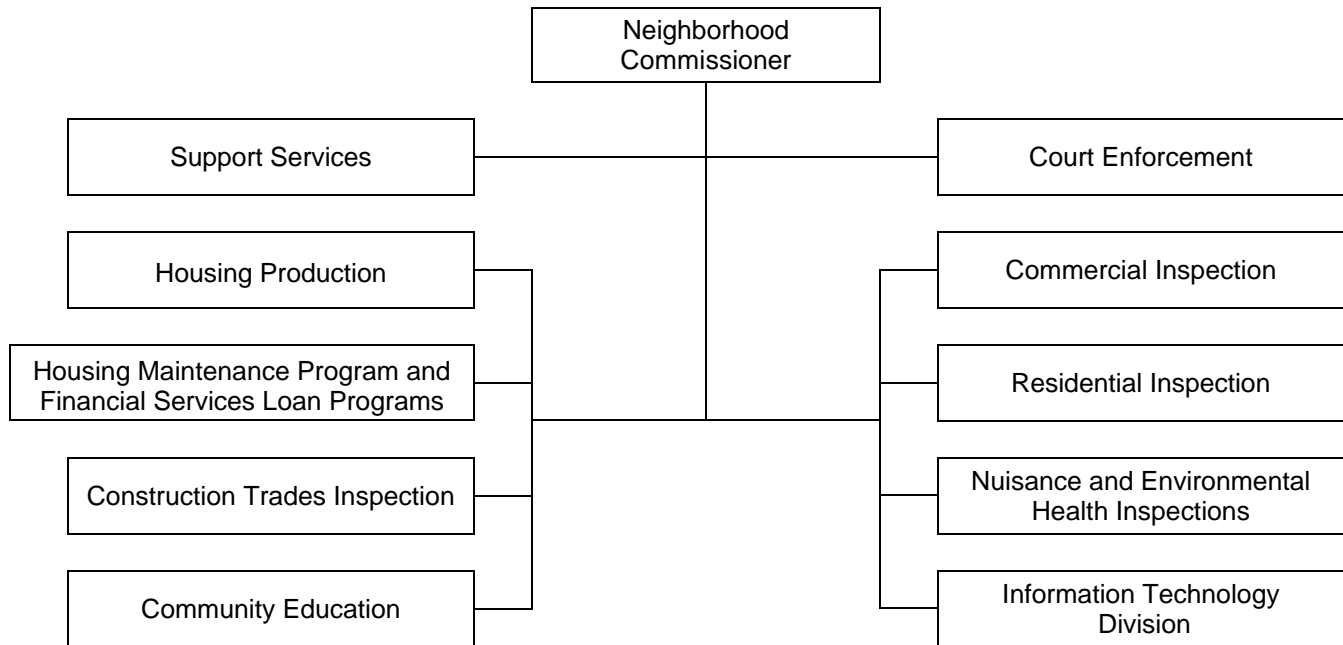 Neighborhood
Commissioner
Support Services
Court Enforcement
Housing Production
Commercial Inspection
Housing Maintenance Program and
Financial Services Loan Programs
Residential Inspection
Construction Trades Inspection
Nuisance and Environmental
Health Inspections
Community Education
Information Technology
Division